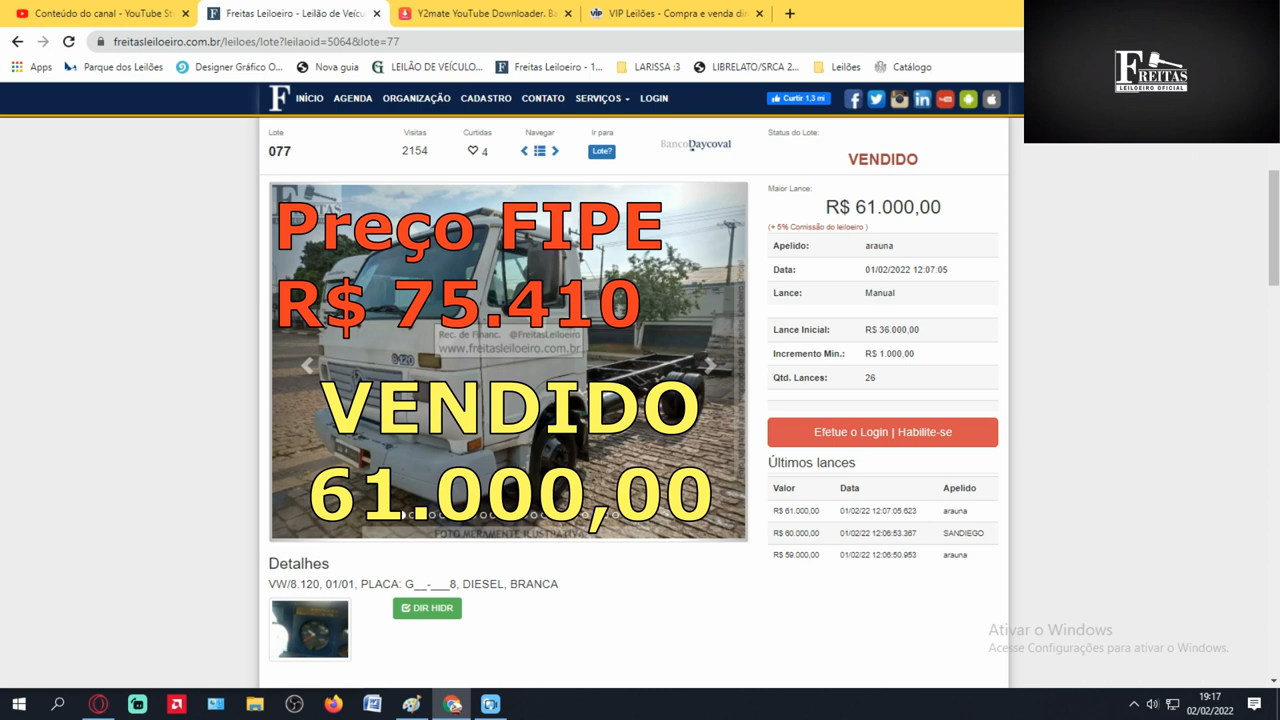 Conteúdo do canal - YouTube St
Freitas Leiloeiro - Leilão de Veícu
Y2mate YouTube Downloader. Ba
VIP Leilões - Compra e venda din
freitasleiloeiro.com.br/leiloes/lote?leilaoid=5064&lote=77
Apps
Parque dos Leilões
Designer Gráfico O...
Nova guia
LEILÃO DE VEÍCULO...
Freitas Leiloeiro - 1...
LARISSA :3
LIBRELATO/SRCA 2...
Leilões
Catálogo
FREITAS
LEILOEIRO OFICIAL
F INÍCIO AGENDA ORGANIZAÇÃO CADASTRO CONTATO SERVIÇOS LOGIN
Curtir 1,3 mi
Lote
077
Visitas
2154
Curtidas
4
Navegar
Ir para
Lote?
BancoDaycoval
Status do Lote:
VENDIDO
Maior Lance:
R$ 61.000,00
(+ 5% Comissão do leiloeiro )
Apelido: arauna
Data: 01/02/2022 12:07:05
Lance: Manual
Lance Inicial: R$ 36.000,00
Incremento Min.: R$ 1.000,00
Qtd. Lances: 26
Efetue o Login | Habilite-se
Últimos lances
Valor Data Apelido
R$ 61.000,00 01/02/22 12:07:05.623 arauna
R$ 60.000,00 01/02/22 12:06:53.367 SANDIEGO
R$ 59.000,00 01/02/22 12:06:50.953 arauna
Preço FIPE
R$ 75.410
Rec. de Financ. @FreitasLeiloeiro
www.freitasleiloeiro.com.br
8.120
VENDIDO
61.000,00
FOTO MERAMENTE ILUSTRATIVA
Detalhes
VW/8.120, 01/01, PLACA: G__-___8, DIESEL, BRANCA
DIR HIDR
Ativar o Windows
Acesse Configurações para ativar o Windows.
19:17
02/02/2022